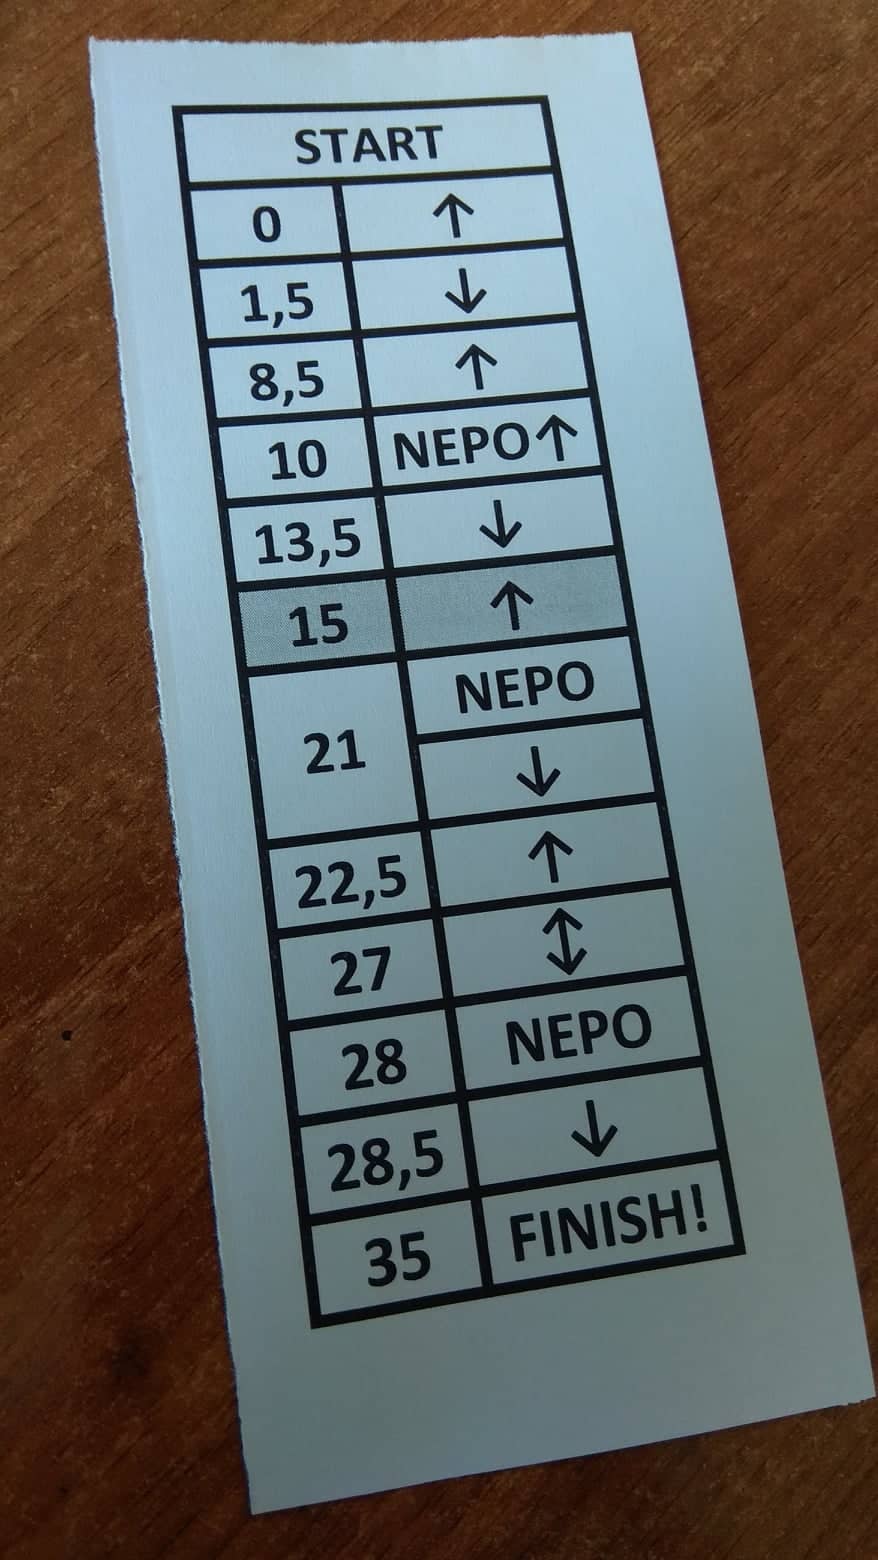 START
0 ↑
1,5 ↓
8,5 ↑
10 NEPO↑
13,5 ↓
15 ↑
21 NEPO
↓
22,5 ↑
27 ↕
28 NEPO
28,5 ↓
35 FINISH!